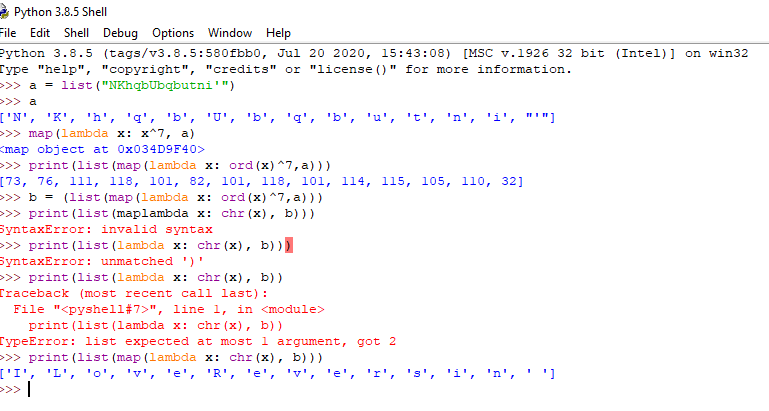 Python 3.8.5 Shell
File Edit Shell Debug Options Window Help
Python 3.8.5 (tags/v3.8.5:580fbb0, Jul 20 2020, 15:43:08) [MSC v.1926 32 bit (Intel)] on win32
Type "help", "copyright", "credits" or "license()" for more information.
>>> a = list("NKhqbUbqbutni'")
>>> a
['N', 'K', 'h', 'q', 'b', 'U', 'b', 'q', 'b', 'u', 't', 'n', 'i', "'"]
>>> map(lambda x: x^7, a)
<map object at 0x034D9F40>
>>> print(list(map(lambda x: ord(x)^7,a)))
[73, 76, 111, 118, 101, 82, 101, 118, 101, 114, 115, 105, 110, 32]
>>> b = (list(map(lambda x: ord(x)^7,a)))
>>> print(list(maplambda x: chr(x), b)))
SyntaxError: invalid syntax
>>> print(list(lambda x: chr(x), b)))
SyntaxError: unmatched ')'
>>> print(list(lambda x: chr(x), b))
Traceback (most recent call last):
  File "<pyshell#7>", line 1, in <module>
    print(list(lambda x: chr(x), b))
TypeError: list expected at most 1 argument, got 2
>>> print(list(map(lambda x: chr(x), b)))
['I', 'L', 'o', 'v', 'e', 'R', 'e', 'v', 'e', 'r', 's', 'i', 'n', ' ']
>>>